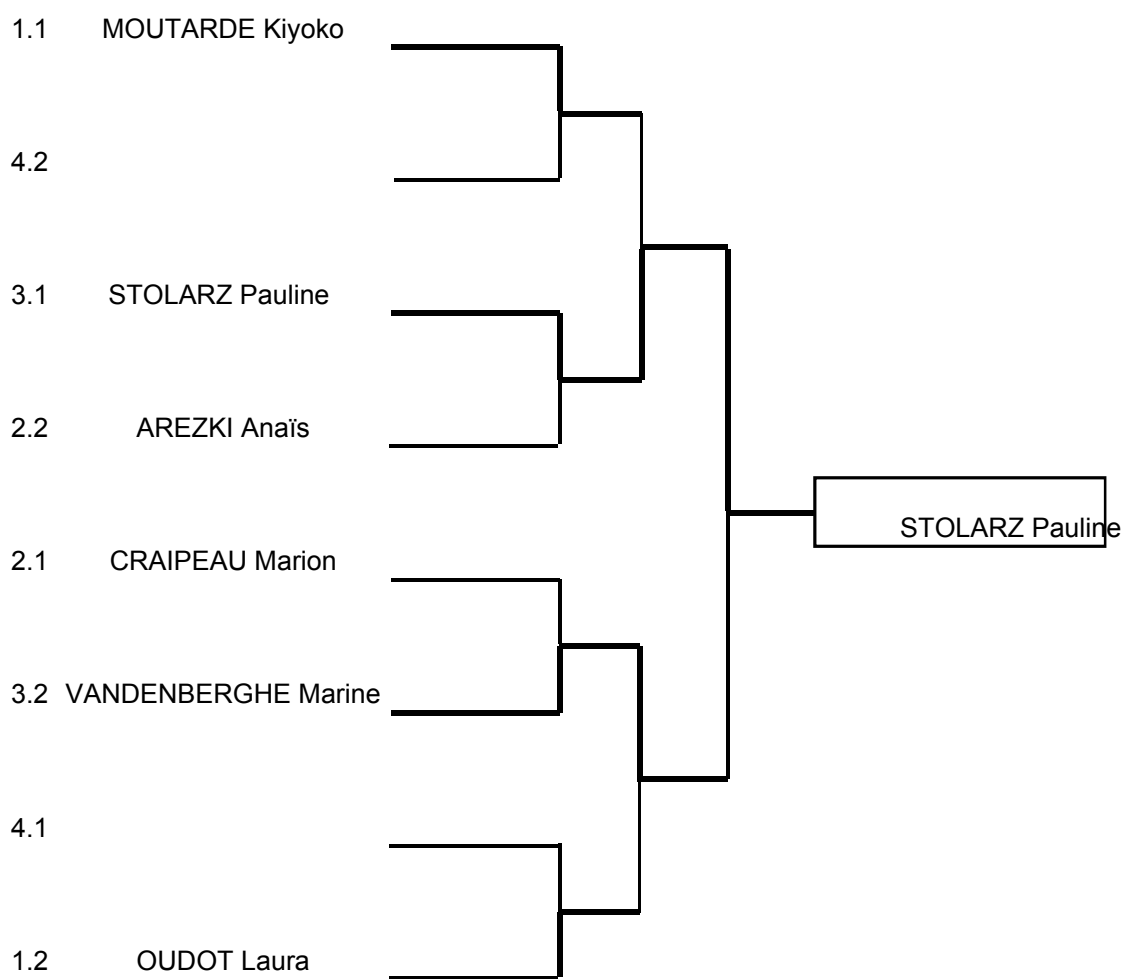 1.1 MOUTARDE Kiyoko
4.2
3.1 STOLARZ Pauline
2.2 AREZKI Anaïs
STOLARZ Pauline
2.1 CRAIPEAU Marion
3.2 VANDENBERGHE Marine
4.1
1.2 OUDOT Laura